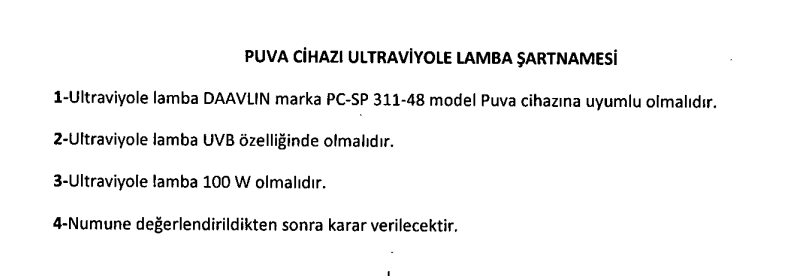 PUVA CİHAZI ULTRAVİYOLE LAMBA ŞARTNAMESİ
1-Ultraviyole lamba DAAVLIN marka PC-SP 311-48 model Puva cihazına uyumlu olmalıdır.
2-Ultraviyole lamba UVB özelliğinde olmalıdır.
3-Ultraviyole lamba 100 W olmalıdır.
4-Numune değerlendirildikten sonra karar verilecektir.